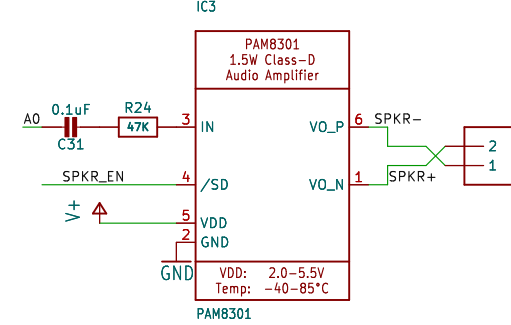 IC3
PAM8301
1.5W Class-D
Audio Amplifier
0.1uF
R24
A0
47K
C31
3
IN
VO_P
6
SPKR-
2
1
SPKR_EN
4
/SD
VO_N
1
SPKR+
V+
5
VDD
2
GND
GND
VDD: 2.0-5.5V
Temp: -40-85°C
PAM8301